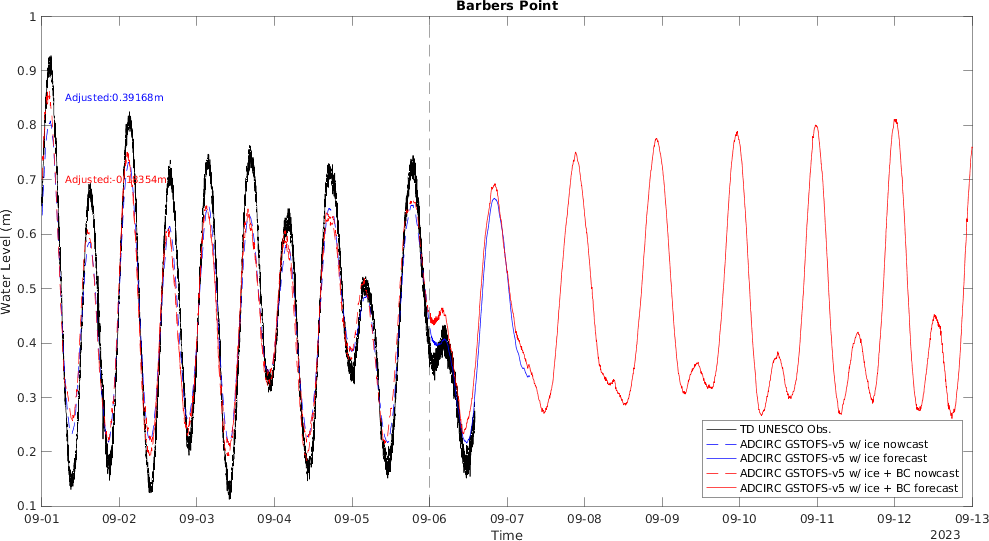 Barbers Point
1
0.9
0.8
0.7
0.6
0.5
0.4
0.3
0.2
0.1
Water Level (m)
Adjusted:0.39168m
Adjusted:-0.18354m
TD UNESCO Obs.
ADCIRC GSTOFS-v5 w/ ice nowcast
ADCIRC GSTOFS-v5 w/ ice forecast
ADCIRC GSTOFS-v5 w/ ice + BC nowcast
ADCIRC GSTOFS-v5 w/ ice + BC forecast
09-01 09-02 09-03 09-04 09-05 09-06 09-07 09-08 09-09 09-10 09-11 09-12 09-13
Time
2023